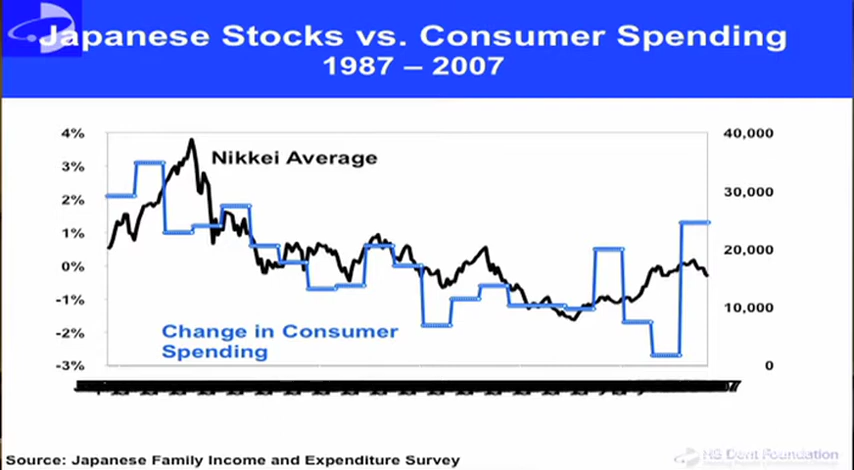 Japanese Stocks vs. Consumer Spending
1987 – 2007
4%
3%
2%
1%
0%
-1%
-2%
-3%
Nikkei Average
Change in Consumer
Spending
40,000
30,000
20,000
10,000
0
Source: Japanese Family Income and Expenditure Survey
HS Dent Foundation